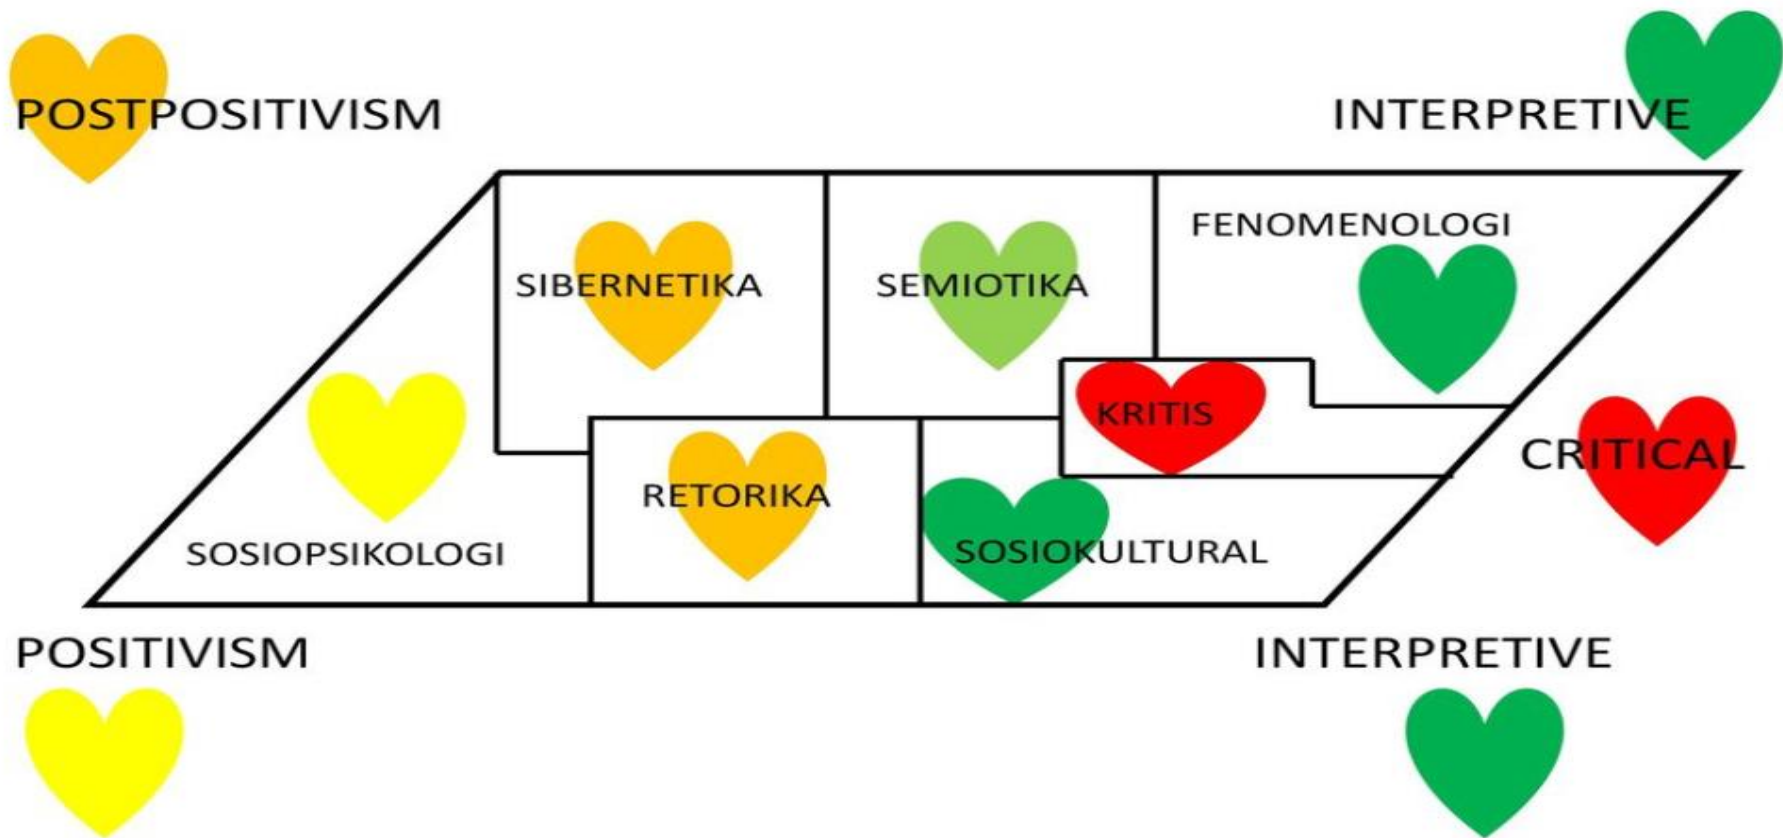 POSTPOSITIVISM
INTERPRETIVE
FENOMENOLOGI
SIBERNETIKA
SEMIOTIKA
KRITIS
CRITICAL
RETORIKA
SOSIOPSIKOLOGI
SOSIOKULTURAL
POSITIVISM
INTERPRETIVE